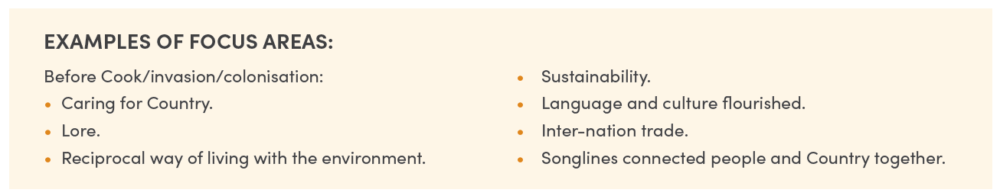 EXAMPLES OF FOCUS AREAS:
Before Cook/invasion/colonisation:
• Caring for Country.
• Lore.
• Reciprocal way of living with the environment.
• Sustainability.
• Language and culture flourished.
• Inter-nation trade.
• Songlines connected people and Country together.